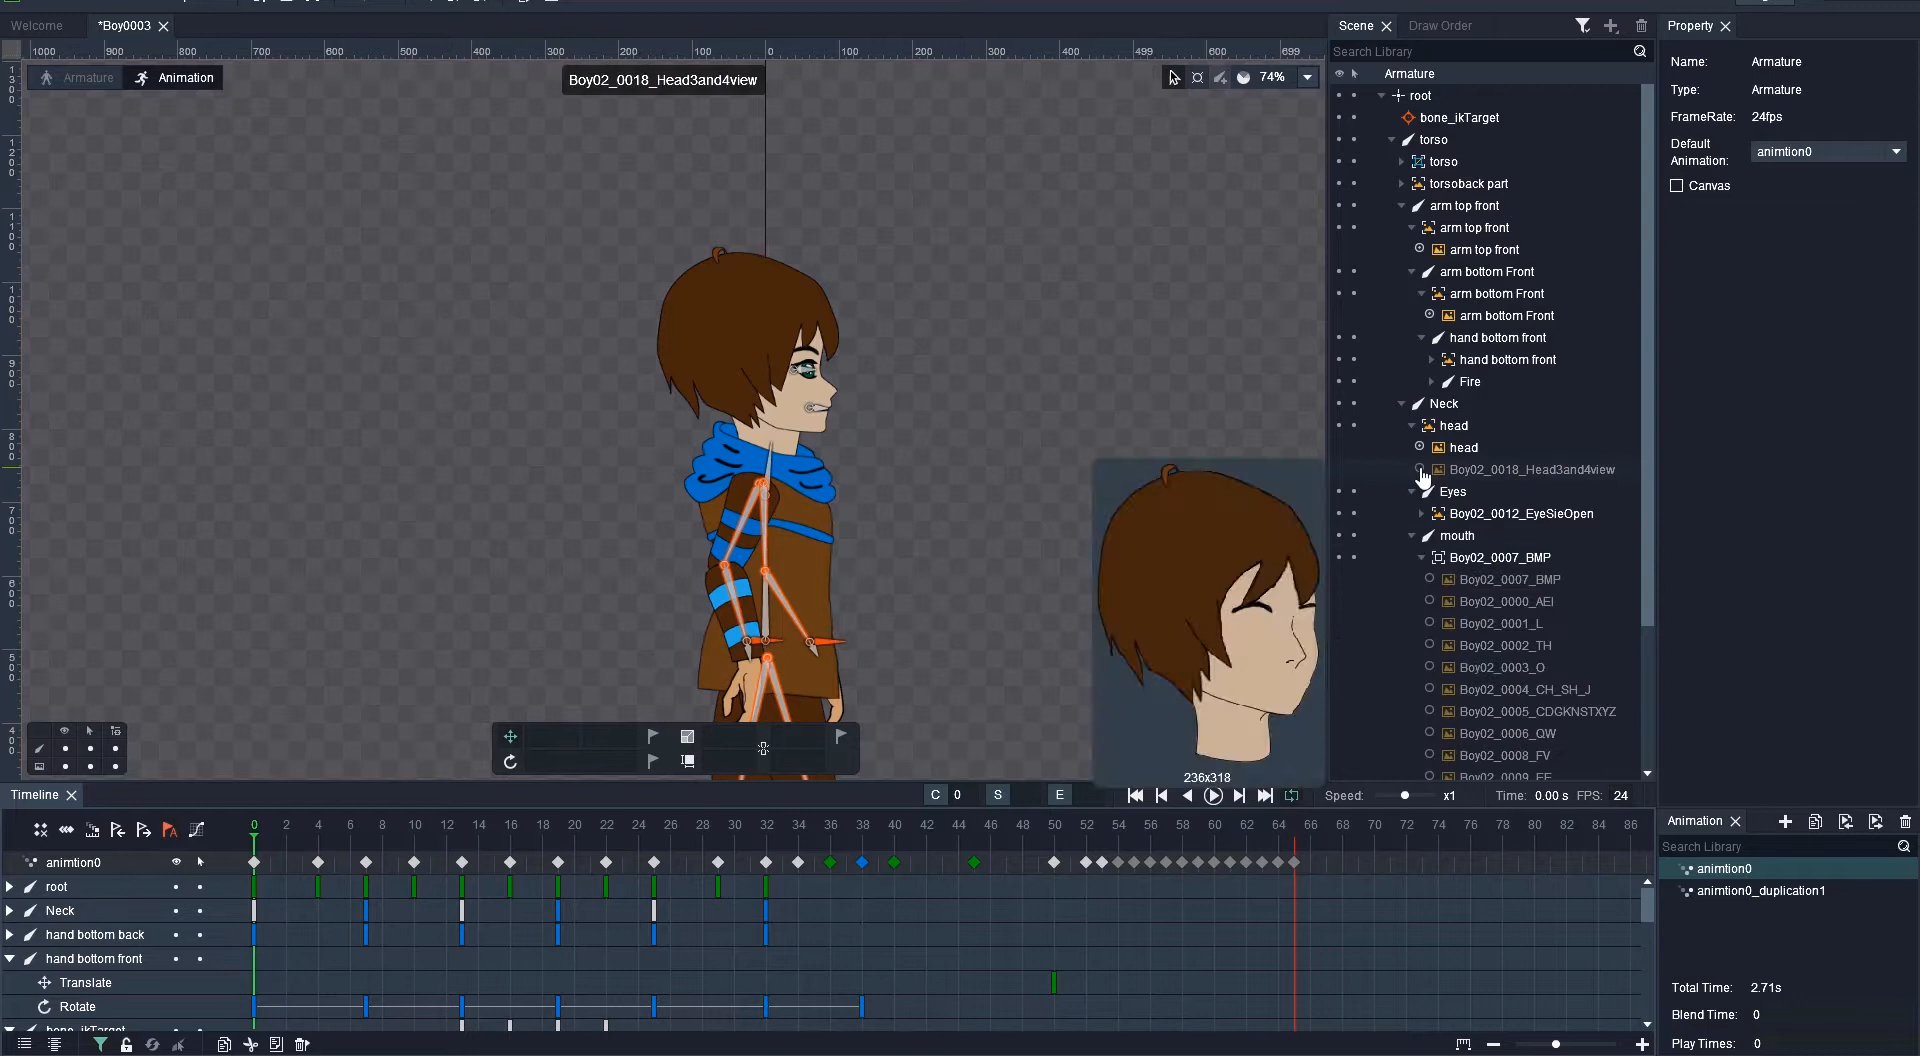 Welcome *Boy0003
1000 900 800 700 600 500 400 300 200 100 0 100 200 300 400 499 600 699
Armature Animation
Boy02_0018_Head3and4view
74%
236x318
Scene Draw Order
Search Library
Armature
root
bone_ikTarget
torso
torso
torsoback part
arm top front
arm top front
arm top front
arm bottom Front
arm bottom Front
arm bottom Front
hand bottom front
hand bottom front
Fire
Neck
head
head
Boy02_0018_Head3and4view
Eyes
Boy02_0012_EyeSieOpen
mouth
Boy02_0007_BMP
Boy02_0007_BMP
Boy02_0000_AEI
Boy02_0001_L
Boy02_0002_TH
Boy02_0003_O
Boy02_0004_CH_SH_J
Boy02_0005_CDGKNSTXYZ
Boy02_0006_QW
Boy02_0008_FV
Boy02_0009_EE
Property
Name: Armature
Type: Armature
FrameRate: 24fps
Default
Animation: animtion0
Canvas
Timeline C 0 S E Speed: x1 Time: 0.00 s FPS: 24
0 2 4 6 8 10 12 14 16 18 20 22 24 26 28 30 32 34 36 38 40 42 44 46 48 50 52 54 56 58 60 62 64 66 68 70 72 74 76 78 80 82 84 86
animtion0
root
Neck
hand bottom back
hand bottom front
Translate
Rotate
bone_ikTarget
Animation
Search Library
animtion0
animtion0_duplication1
Total Time: 2.71s
Blend Time: 0
Play Times: 0